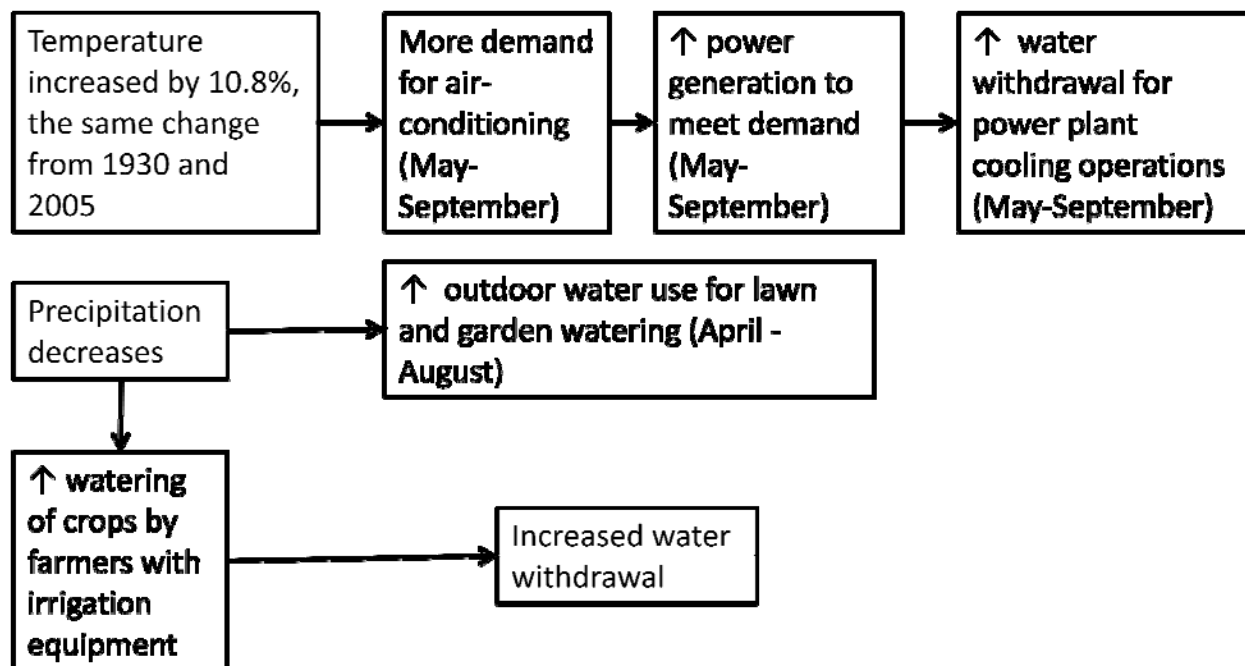 Temperature
increased by 10.8%,
the same change
from 1930 and
2005
More demand
for air-
conditioning
(May-
September)
↑ power
generation to
meet demand
(May-
September)
↑ water
withdrawal for
power plant
cooling operations
(May-September)
Precipitation
decreases
↑ outdoor water use for lawn
and garden watering (April -
August)
↑ watering
of crops by
farmers with
irrigation
equipment
Increased water
withdrawal